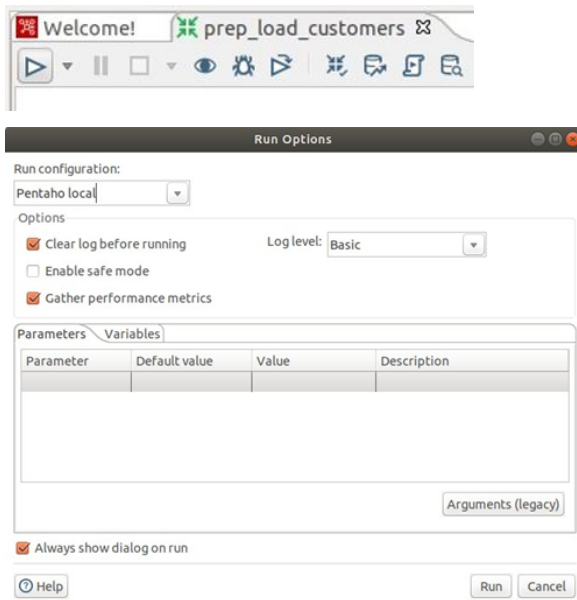 Welcome! prep_load_customers
Run Options
Run configuration:
Pentaho local
Options
Clear log before running Log level: Basic
Enable safe mode
Gather performance metrics
Parameters Variables
Parameter Default value Value Description
Arguments (legacy)
Always show dialog on run
Help Run Cancel